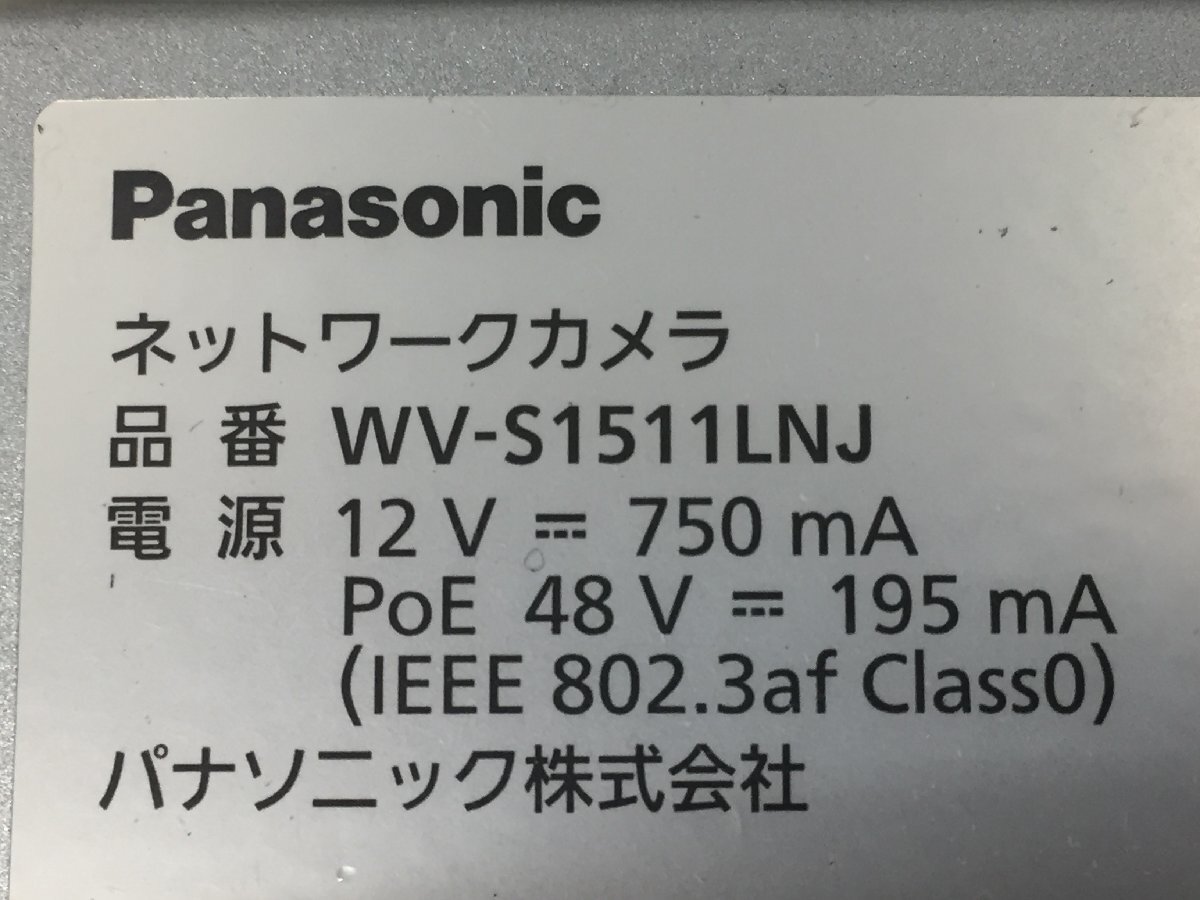 Panasonic
ネットワークカメラ
品 番 WV-S1511LNJ
電 源 12 V ⎓ 750 mA
PoE 48 V ⎓ 195 mA
(IEEE 802.3af Class0)
パナソニック株式会社